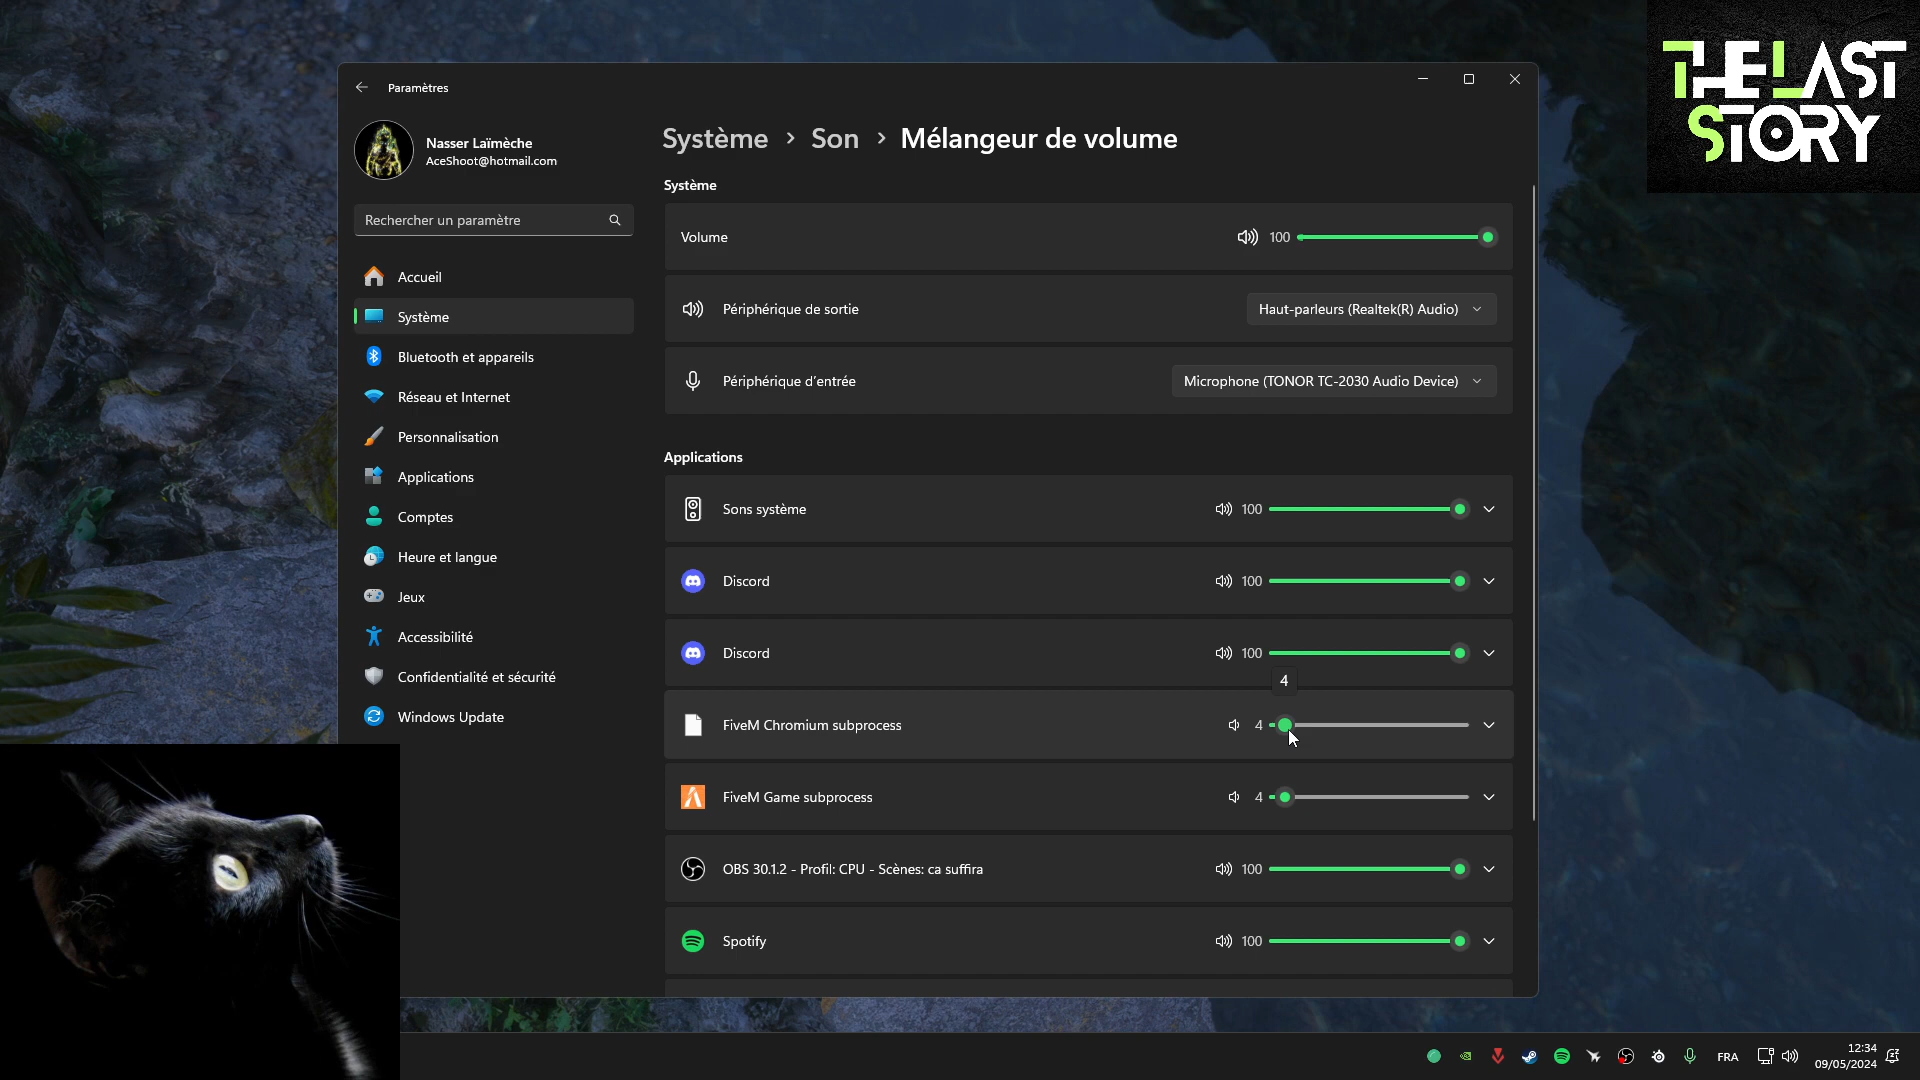 Paramètres
Nasser Laïmèche
AceShoot@hotmail.com
Rechercher un paramètre
Accueil
Système
Bluetooth et appareils
Réseau et Internet
Personnalisation
Applications
Comptes
Heure et langue
Jeux
Accessibilité
Confidentialité et sécurité
Windows Update
Système > Son > Mélangeur de volume
Système
Volume 100
Périphérique de sortie Haut-parleurs (Realtek(R) Audio)
Périphérique d'entrée Microphone (TONOR TC-2030 Audio Device)
Applications
Sons système 100
Discord 100
Discord 100
4
FiveM Chromium subprocess 4
FiveM Game subprocess 4
OBS 30.1.2 - Profil: CPU - Scènes: ca suffira 100
Spotify 100
THE LAST
STORY
FRA
12:34
09/05/2024